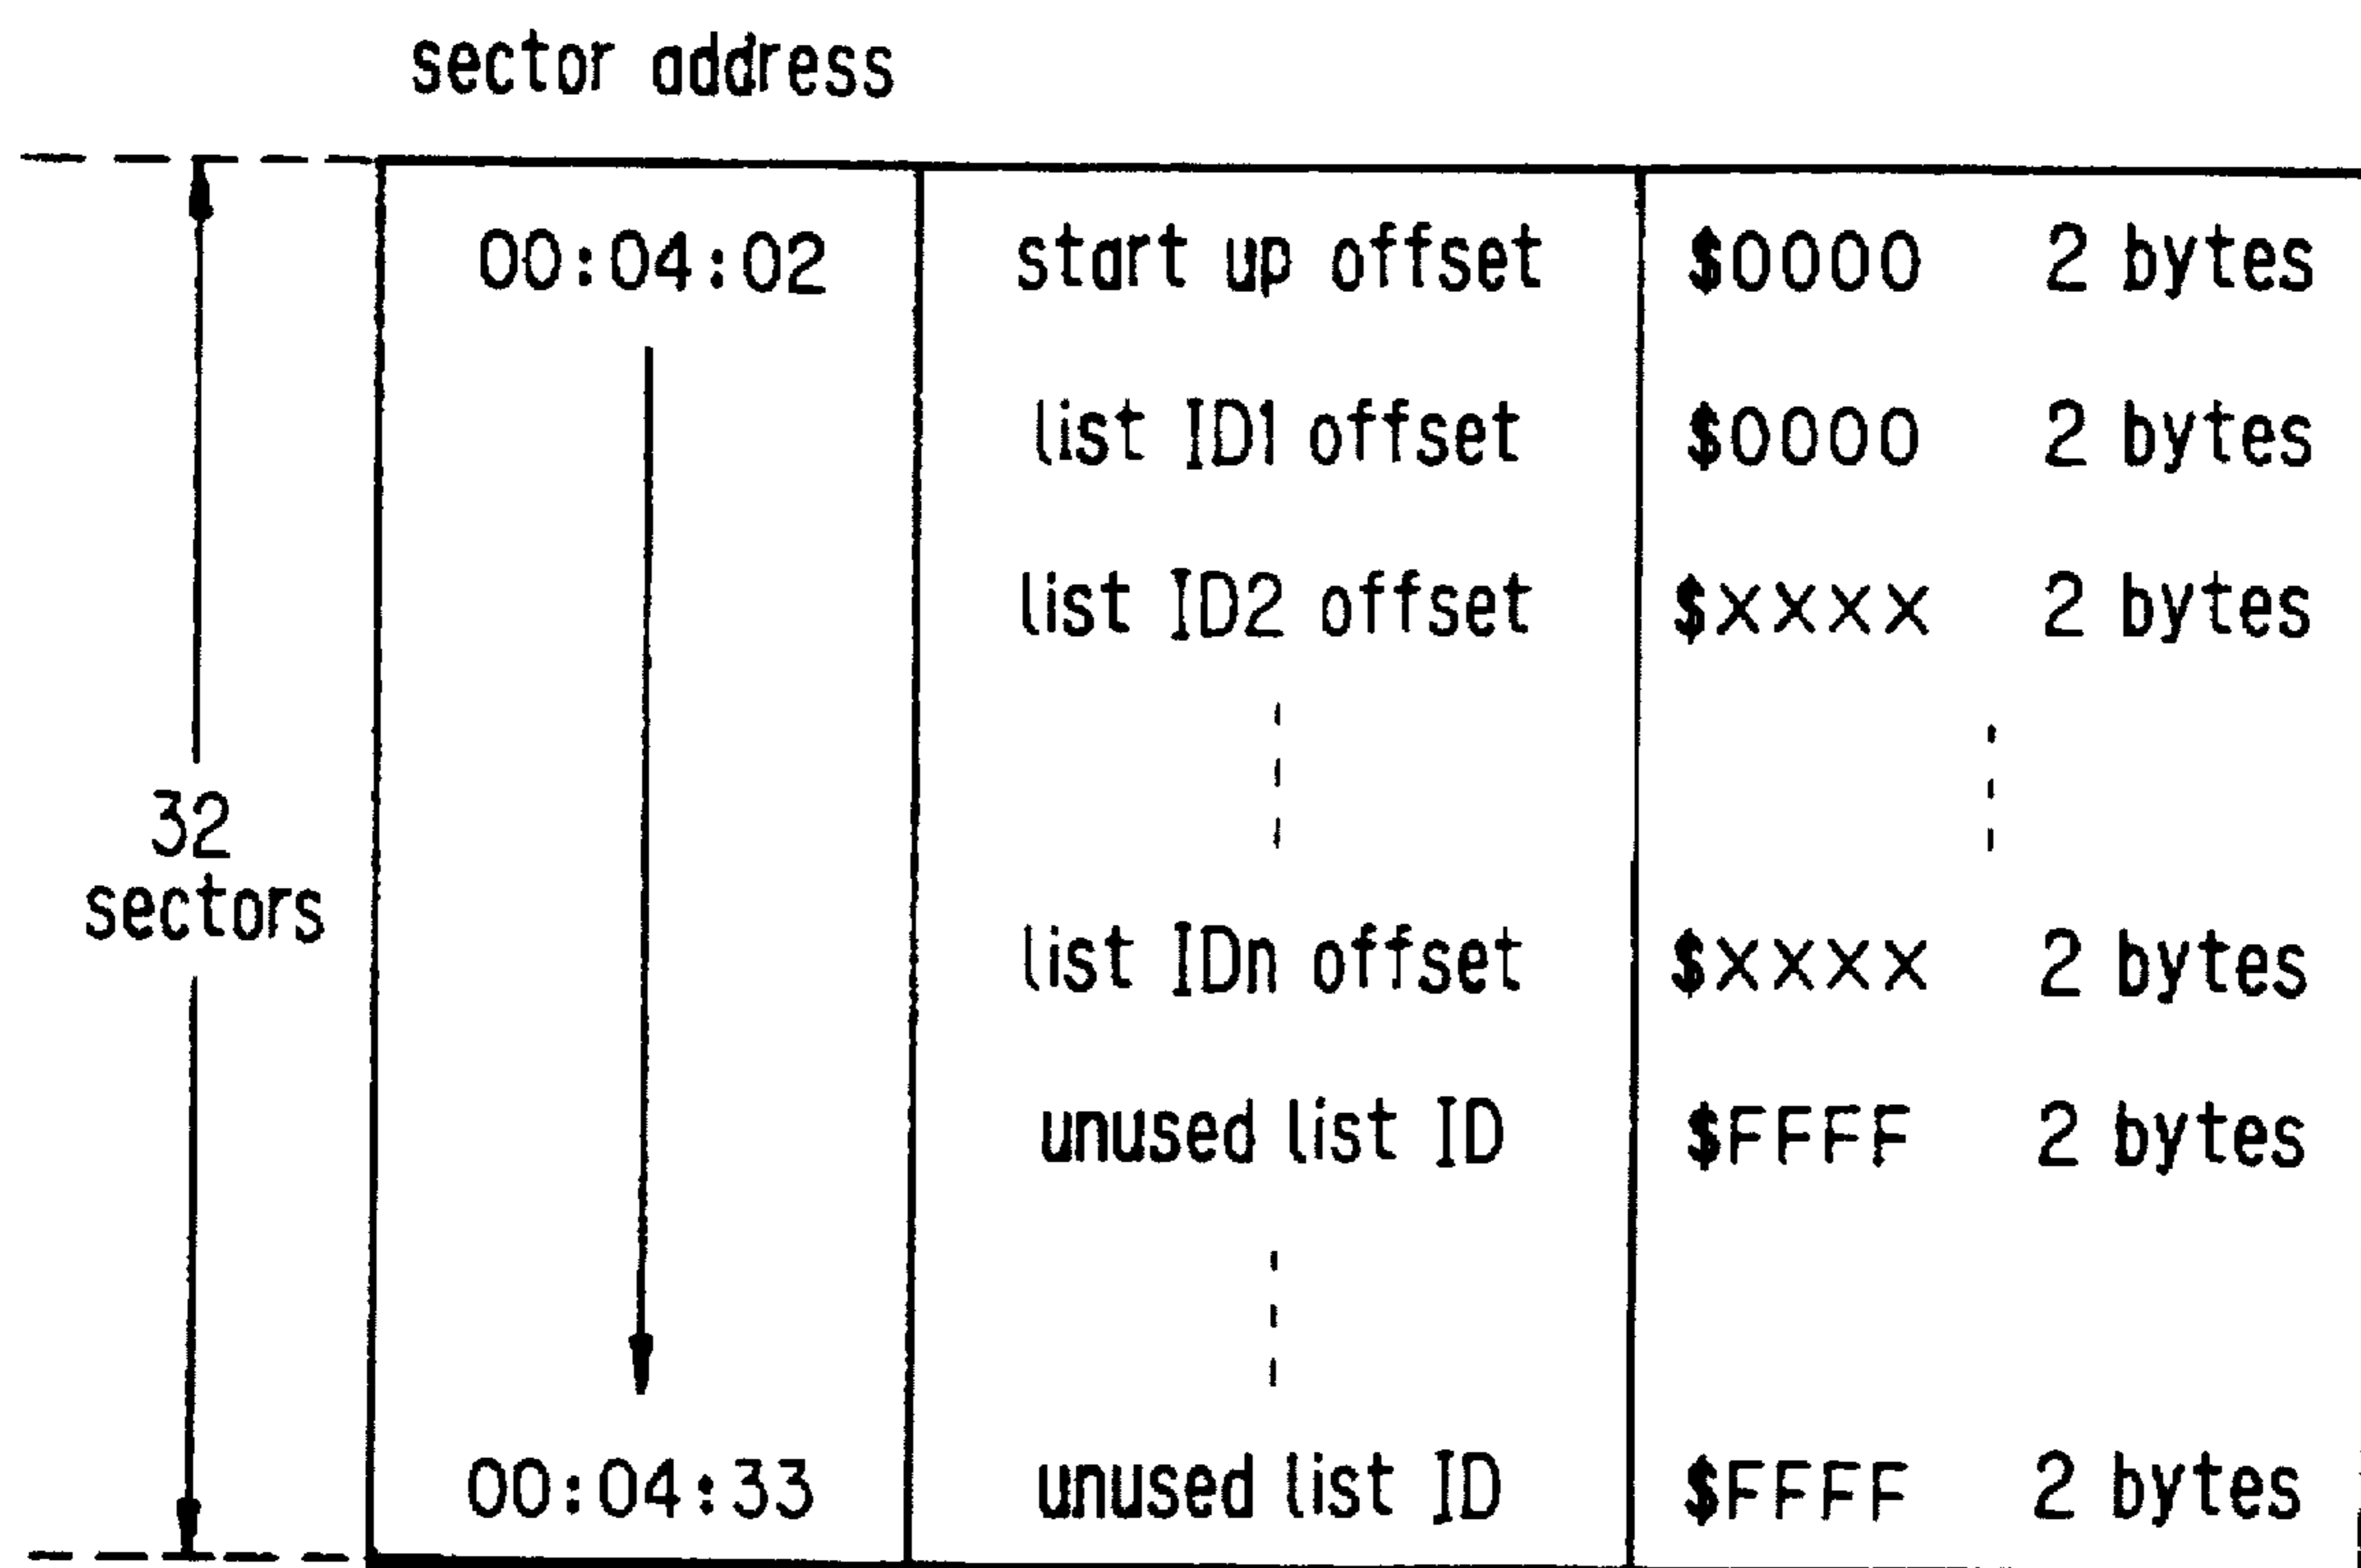 sector address
00:04:02 start up offset $0000 2 bytes
list ID1 offset $0000 2 bytes
list ID2 offset $XXXX 2 bytes
32
sectors
list IDn offset $XXXX 2 bytes
unused list ID $FFFF 2 bytes
00:04:33 unused list ID $FFFF 2 bytes